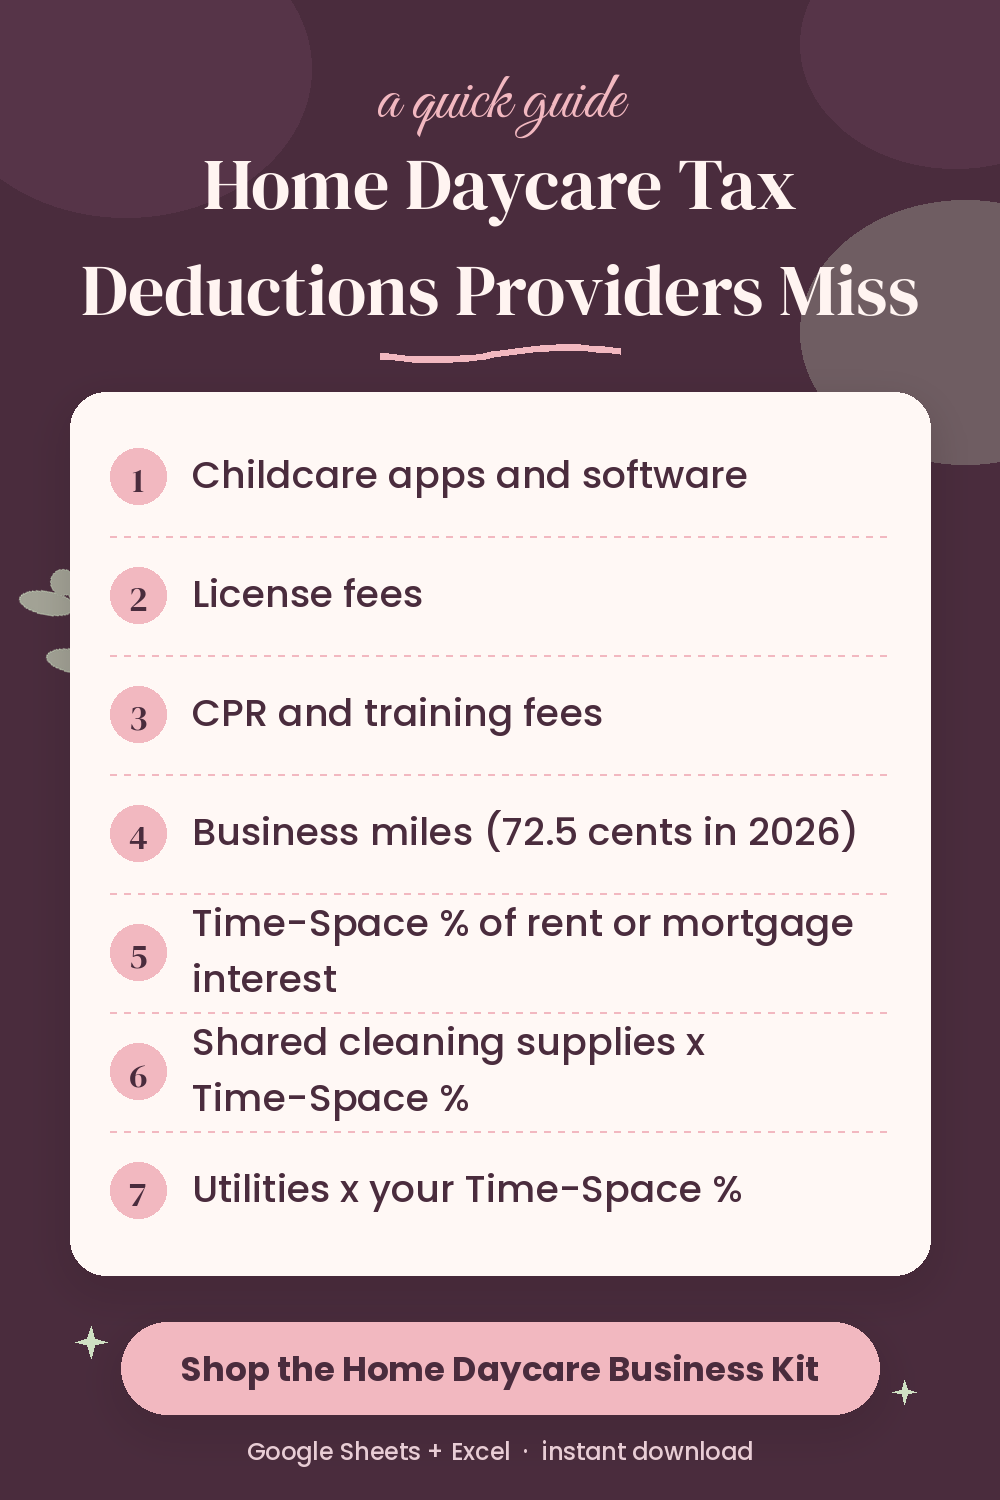 a quick guide
Home Daycare Tax
Deductions Providers Miss
1 Childcare apps and software
2 License fees
3 CPR and training fees
4 Business miles (72.5 cents in 2026)
5 Time-Space % of rent or mortgage
interest
6 Shared cleaning supplies x
Time-Space %
7 Utilities x your Time-Space %
Shop the Home Daycare Business Kit
Google Sheets + Excel · instant download